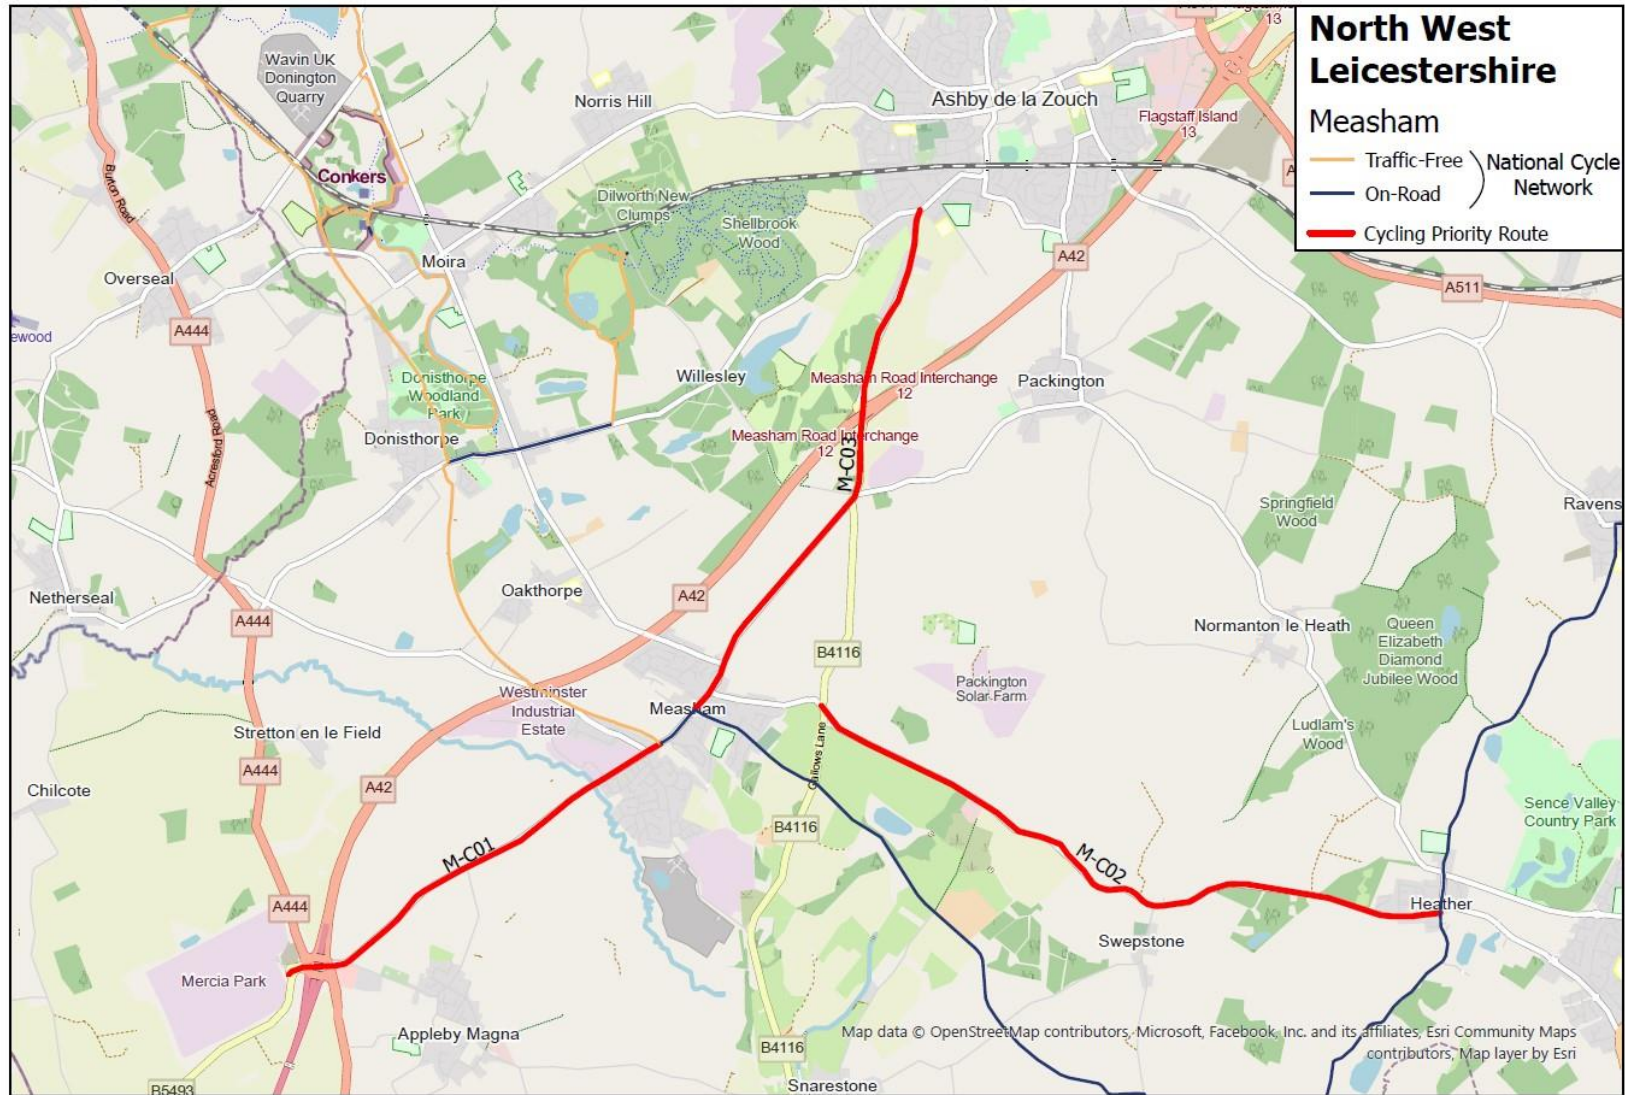 North West
Leicestershire
Measham
Traffic-Free
On-Road
National Cycle
Network
Cycling Priority Route
13
Wavin UK
Donington
Quarry
Norris Hill
Ashby de la Zouch
Flagstaff Island
13
Burton Road
Conkers
Dilworth New
Clumps
Shellbrook
Wood
Overseal
Moira
A42
A511
A444
ewood
Donisthorpe
Woodland
Park
Willesley
Measham Road Interchange
12
Packington
Acresford Road
Donisthorpe
Measham Road Interchange
12
M-C03
Springfield
Wood
Ravens
Netherseal
Oakthorpe
A42
A444
Normanton le Heath
Queen
Elizabeth
Diamond
Jubilee Wood
B4116
Packington
Solar Farm
Westminster
Industrial
Estate
Measham
Stretton en le Field
Gallows Lane
Ludlam's
Wood
A444
A42
Chilcote
Sence Valley
Country Park
B4116
M-C01
M-C02
A444
Heather
Swepstone
Mercia Park
Appleby Magna
B4116
Snarestone
B5493
Map data © OpenStreetMap contributors, Microsoft, Facebook, Inc. and its affiliates, Esri Community Maps
contributors, Map layer by Esri